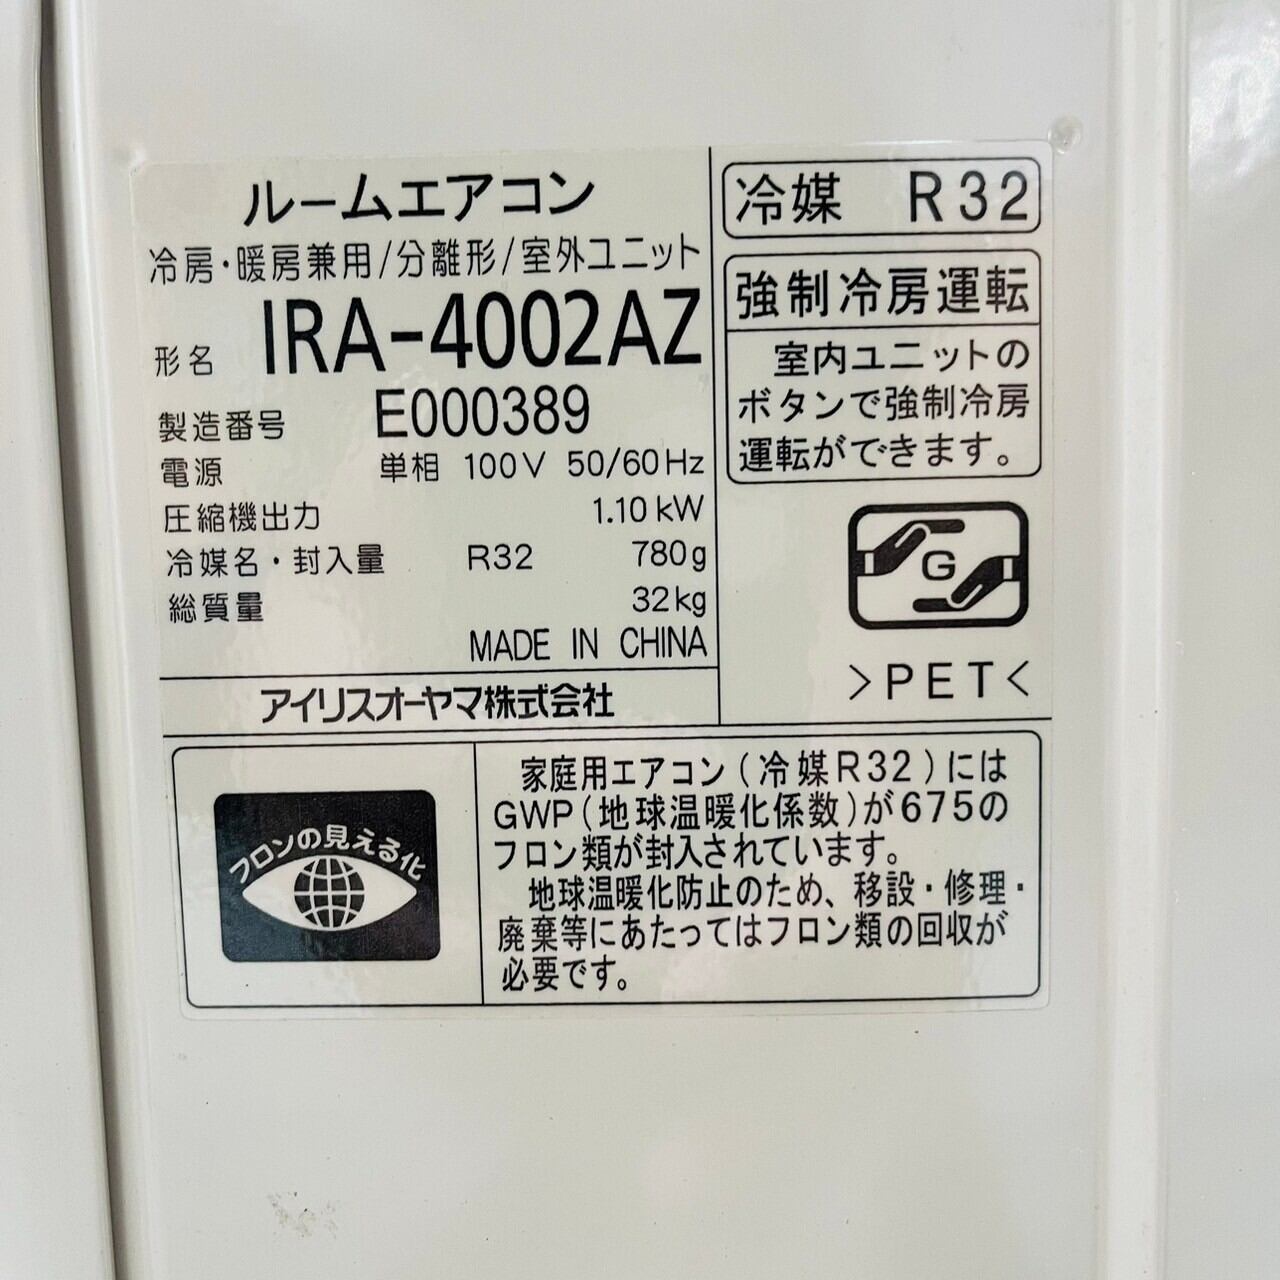 ルームエアコン
冷房・暖房兼用/分離形/室外ユニット
形名 IRA-4002AZ
製造番号 E000389
電源 単相 100V 50/60Hz
圧縮機出力 1.10kW
冷媒名・封入量 R32 780g
総質量 32kg
MADE IN CHINA
アイリスオーヤマ株式会社
冷媒 R32
強制冷房運転
室内ユニットの
ボタンで強制冷房
運転ができます。
G
>PET<
フロンの見える化
家庭用エアコン(冷媒R32)には
GWP(地球温暖化係数)が675の
フロン類が封入されています。
地球温暖化防止のため、移設・修理・
廃棄等にあたってはフロン類の回収が
必要です。